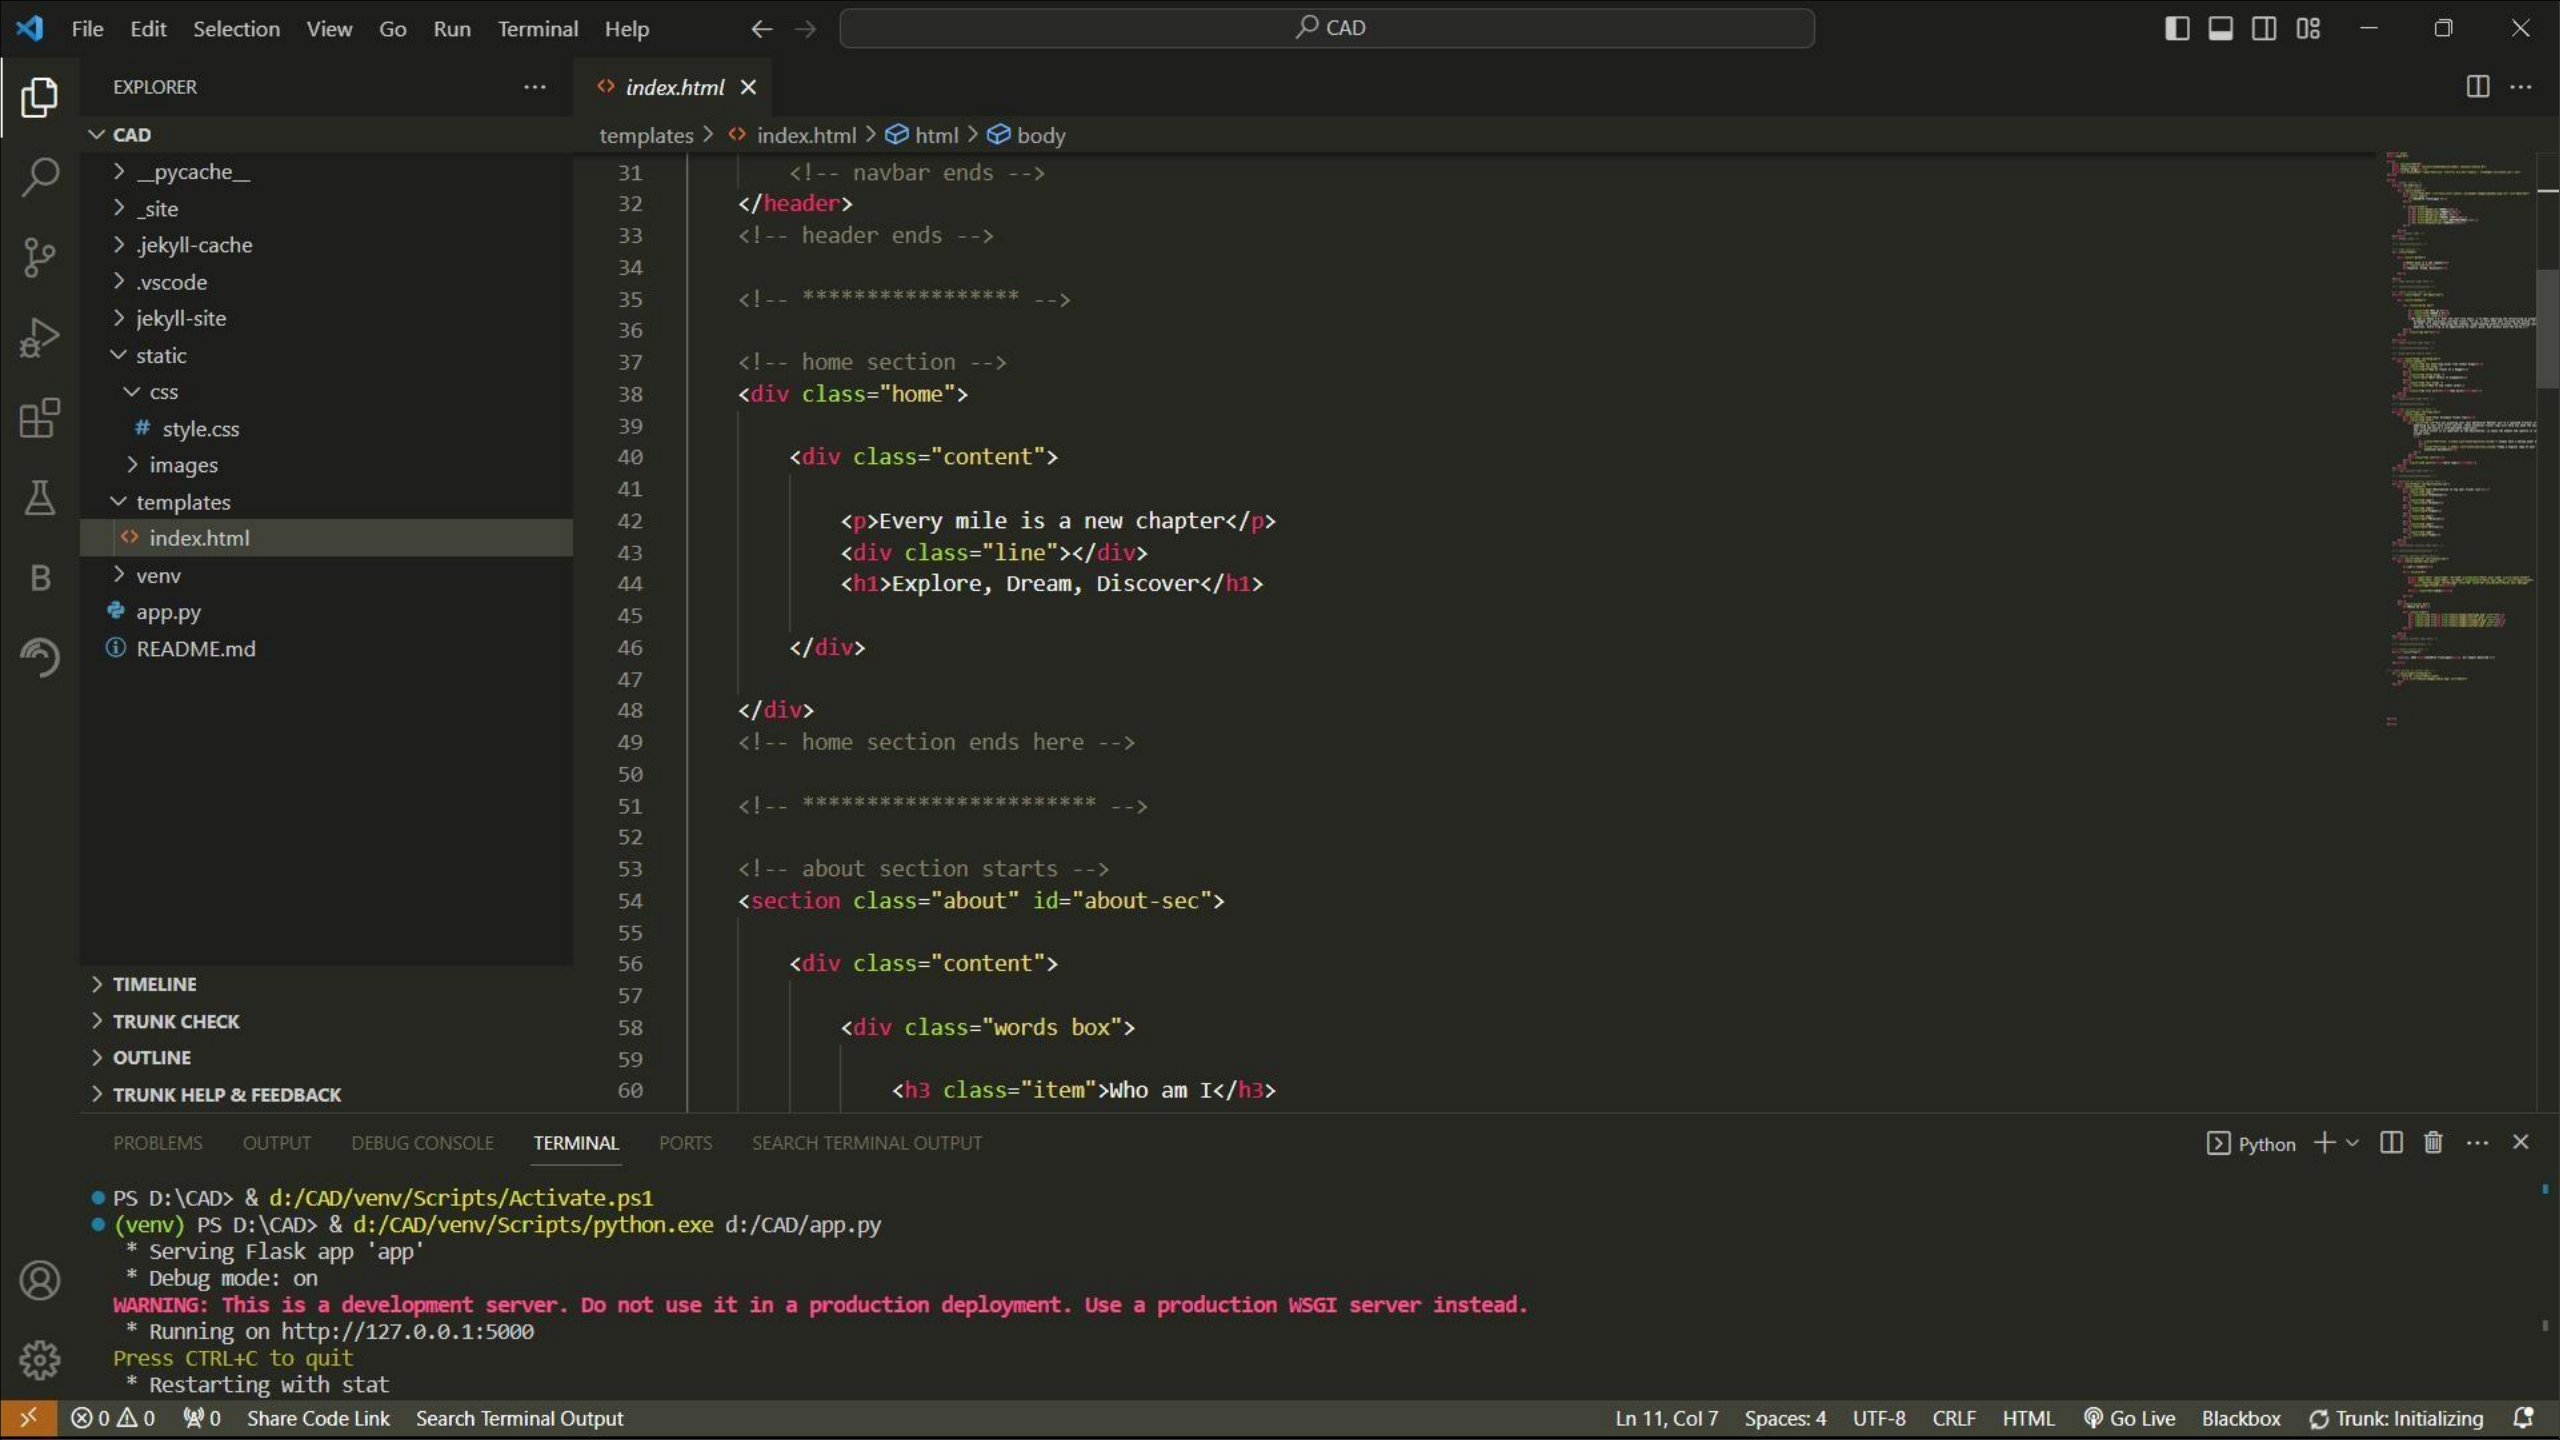 File Edit Selection View Go Run Terminal Help CAD
EXPLORER
CAD
__pycache__
_site
.jekyll-cache
.vscode
jekyll-site
static
css
# style.css
images
templates
index.html
venv
app.py
README.md
TIMELINE
TRUNK CHECK
OUTLINE
TRUNK HELP & FEEDBACK
index.html
templates > index.html > html > body
31 <!-- navbar ends -->
32 </header>
33 <!-- header ends -->
34
35 <!-- ***************** -->
36
37 <!-- home section -->
38 <div class="home">
39
40 <div class="content">
41
42 <p>Every mile is a new chapter</p>
43 <div class="line"></div>
44 <h1>Explore, Dream, Discover</h1>
45
46 </div>
47
48 </div>
49 <!-- home section ends here -->
50
51 <!-- *********************** -->
52
53 <!-- about section starts -->
54 <section class="about" id="about-sec">
55
56 <div class="content">
57
58 <div class="words box">
59
60 <h3 class="item">Who am I</h3>
PROBLEMS OUTPUT DEBUG CONSOLE TERMINAL PORTS SEARCH TERMINAL OUTPUT Python
PS D:\CAD> & d:/CAD/venv/Scripts/Activate.ps1
(venv) PS D:\CAD> & d:/CAD/venv/Scripts/python.exe d:/CAD/app.py
* Serving Flask app 'app'
* Debug mode: on
WARNING: This is a development server. Do not use it in a production deployment. Use a production WSGI server instead.
* Running on http://127.0.0.1:5000
Press CTRL+C to quit
* Restarting with stat
0 0 0 Share Code Link Search Terminal Output Ln 11, Col 7 Spaces: 4 UTF-8 CRLF HTML Go Live Blackbox Trunk: Initializing